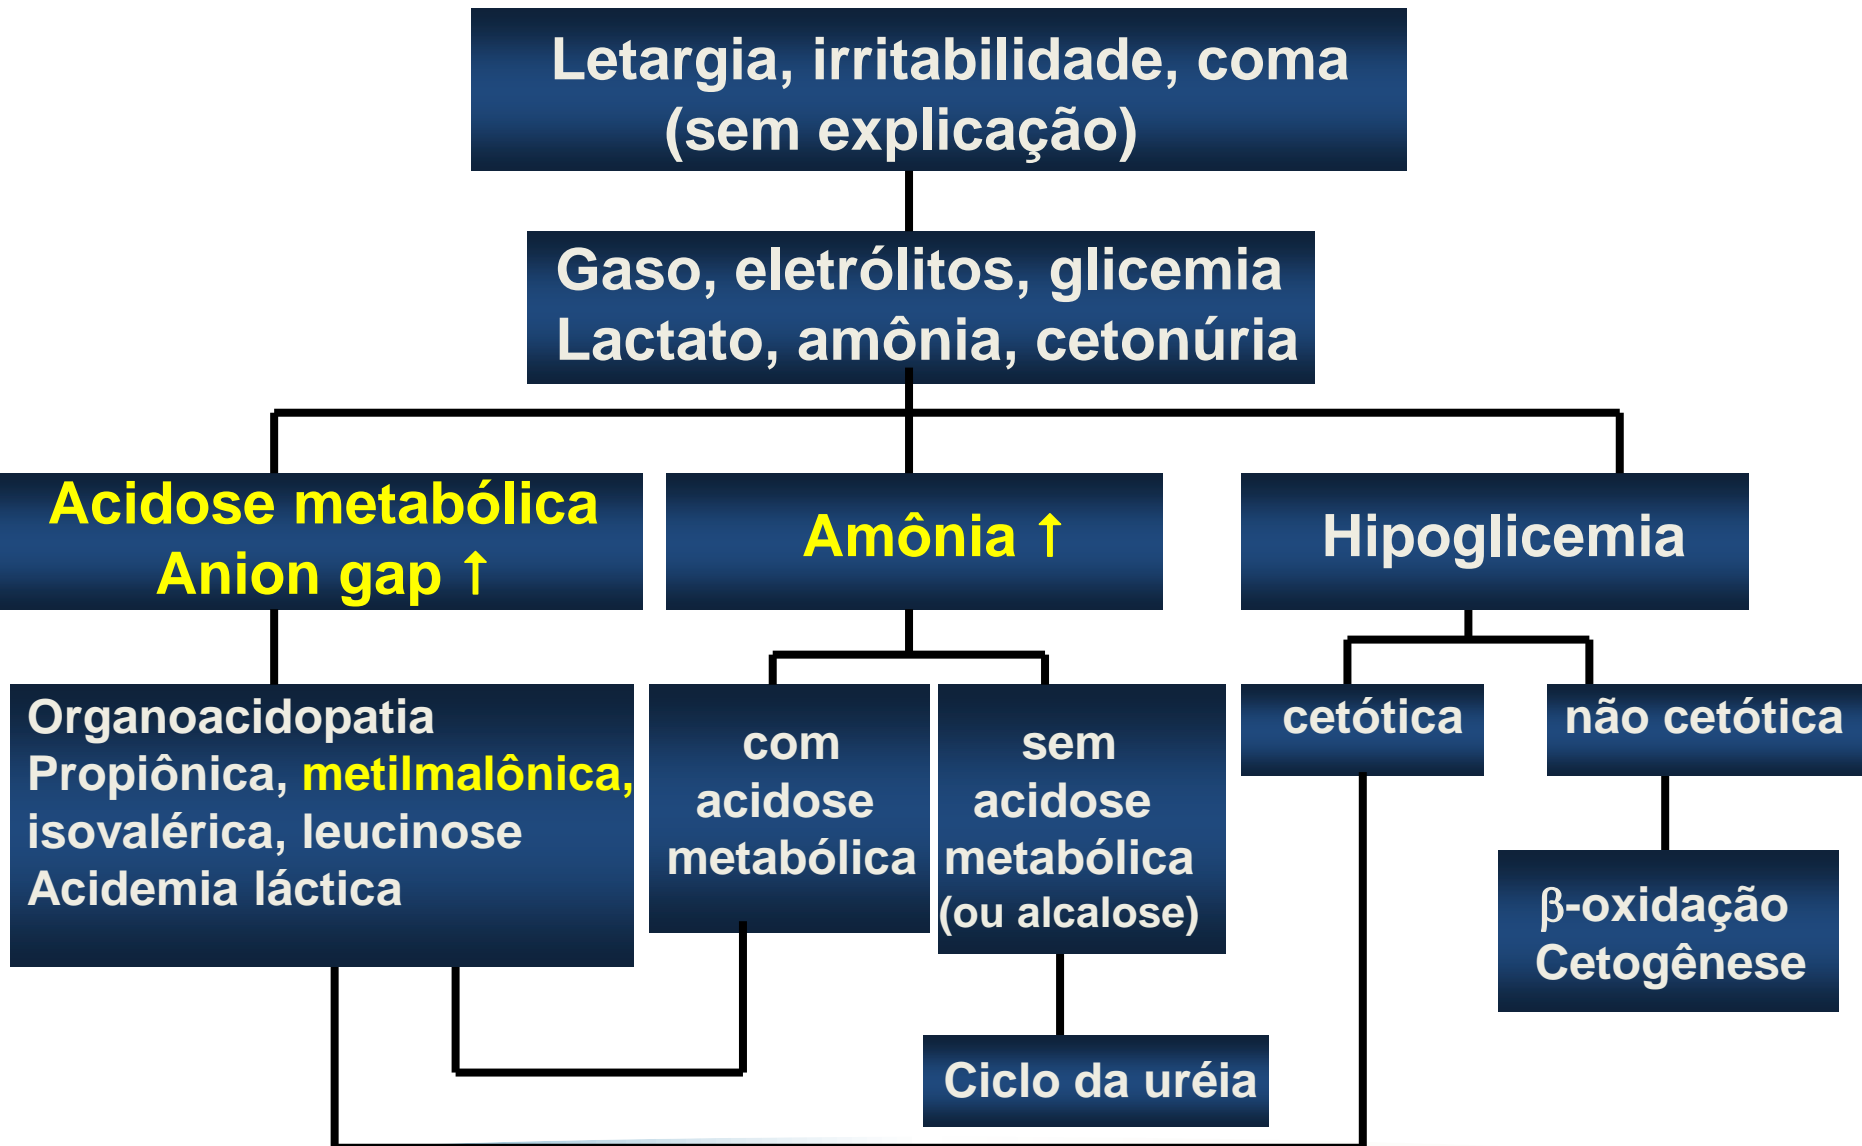 Letargia, irritabilidade, coma
(sem explicação)
Gaso, eletrólitos, glicemia
Lactato, amônia, cetonúria
Acidose metabólica
Anion gap ↑
Amônia ↑
Hipoglicemia
Organoacidopatia
Propiônica, metilmalônica,
isovalérica, leucinose
Acidemia láctica
com
acidose
metabólica
sem
acidose
metabólica
(ou alcalose)
cetótica
não cetótica
β-oxidação
Cetogênese
Ciclo da uréia